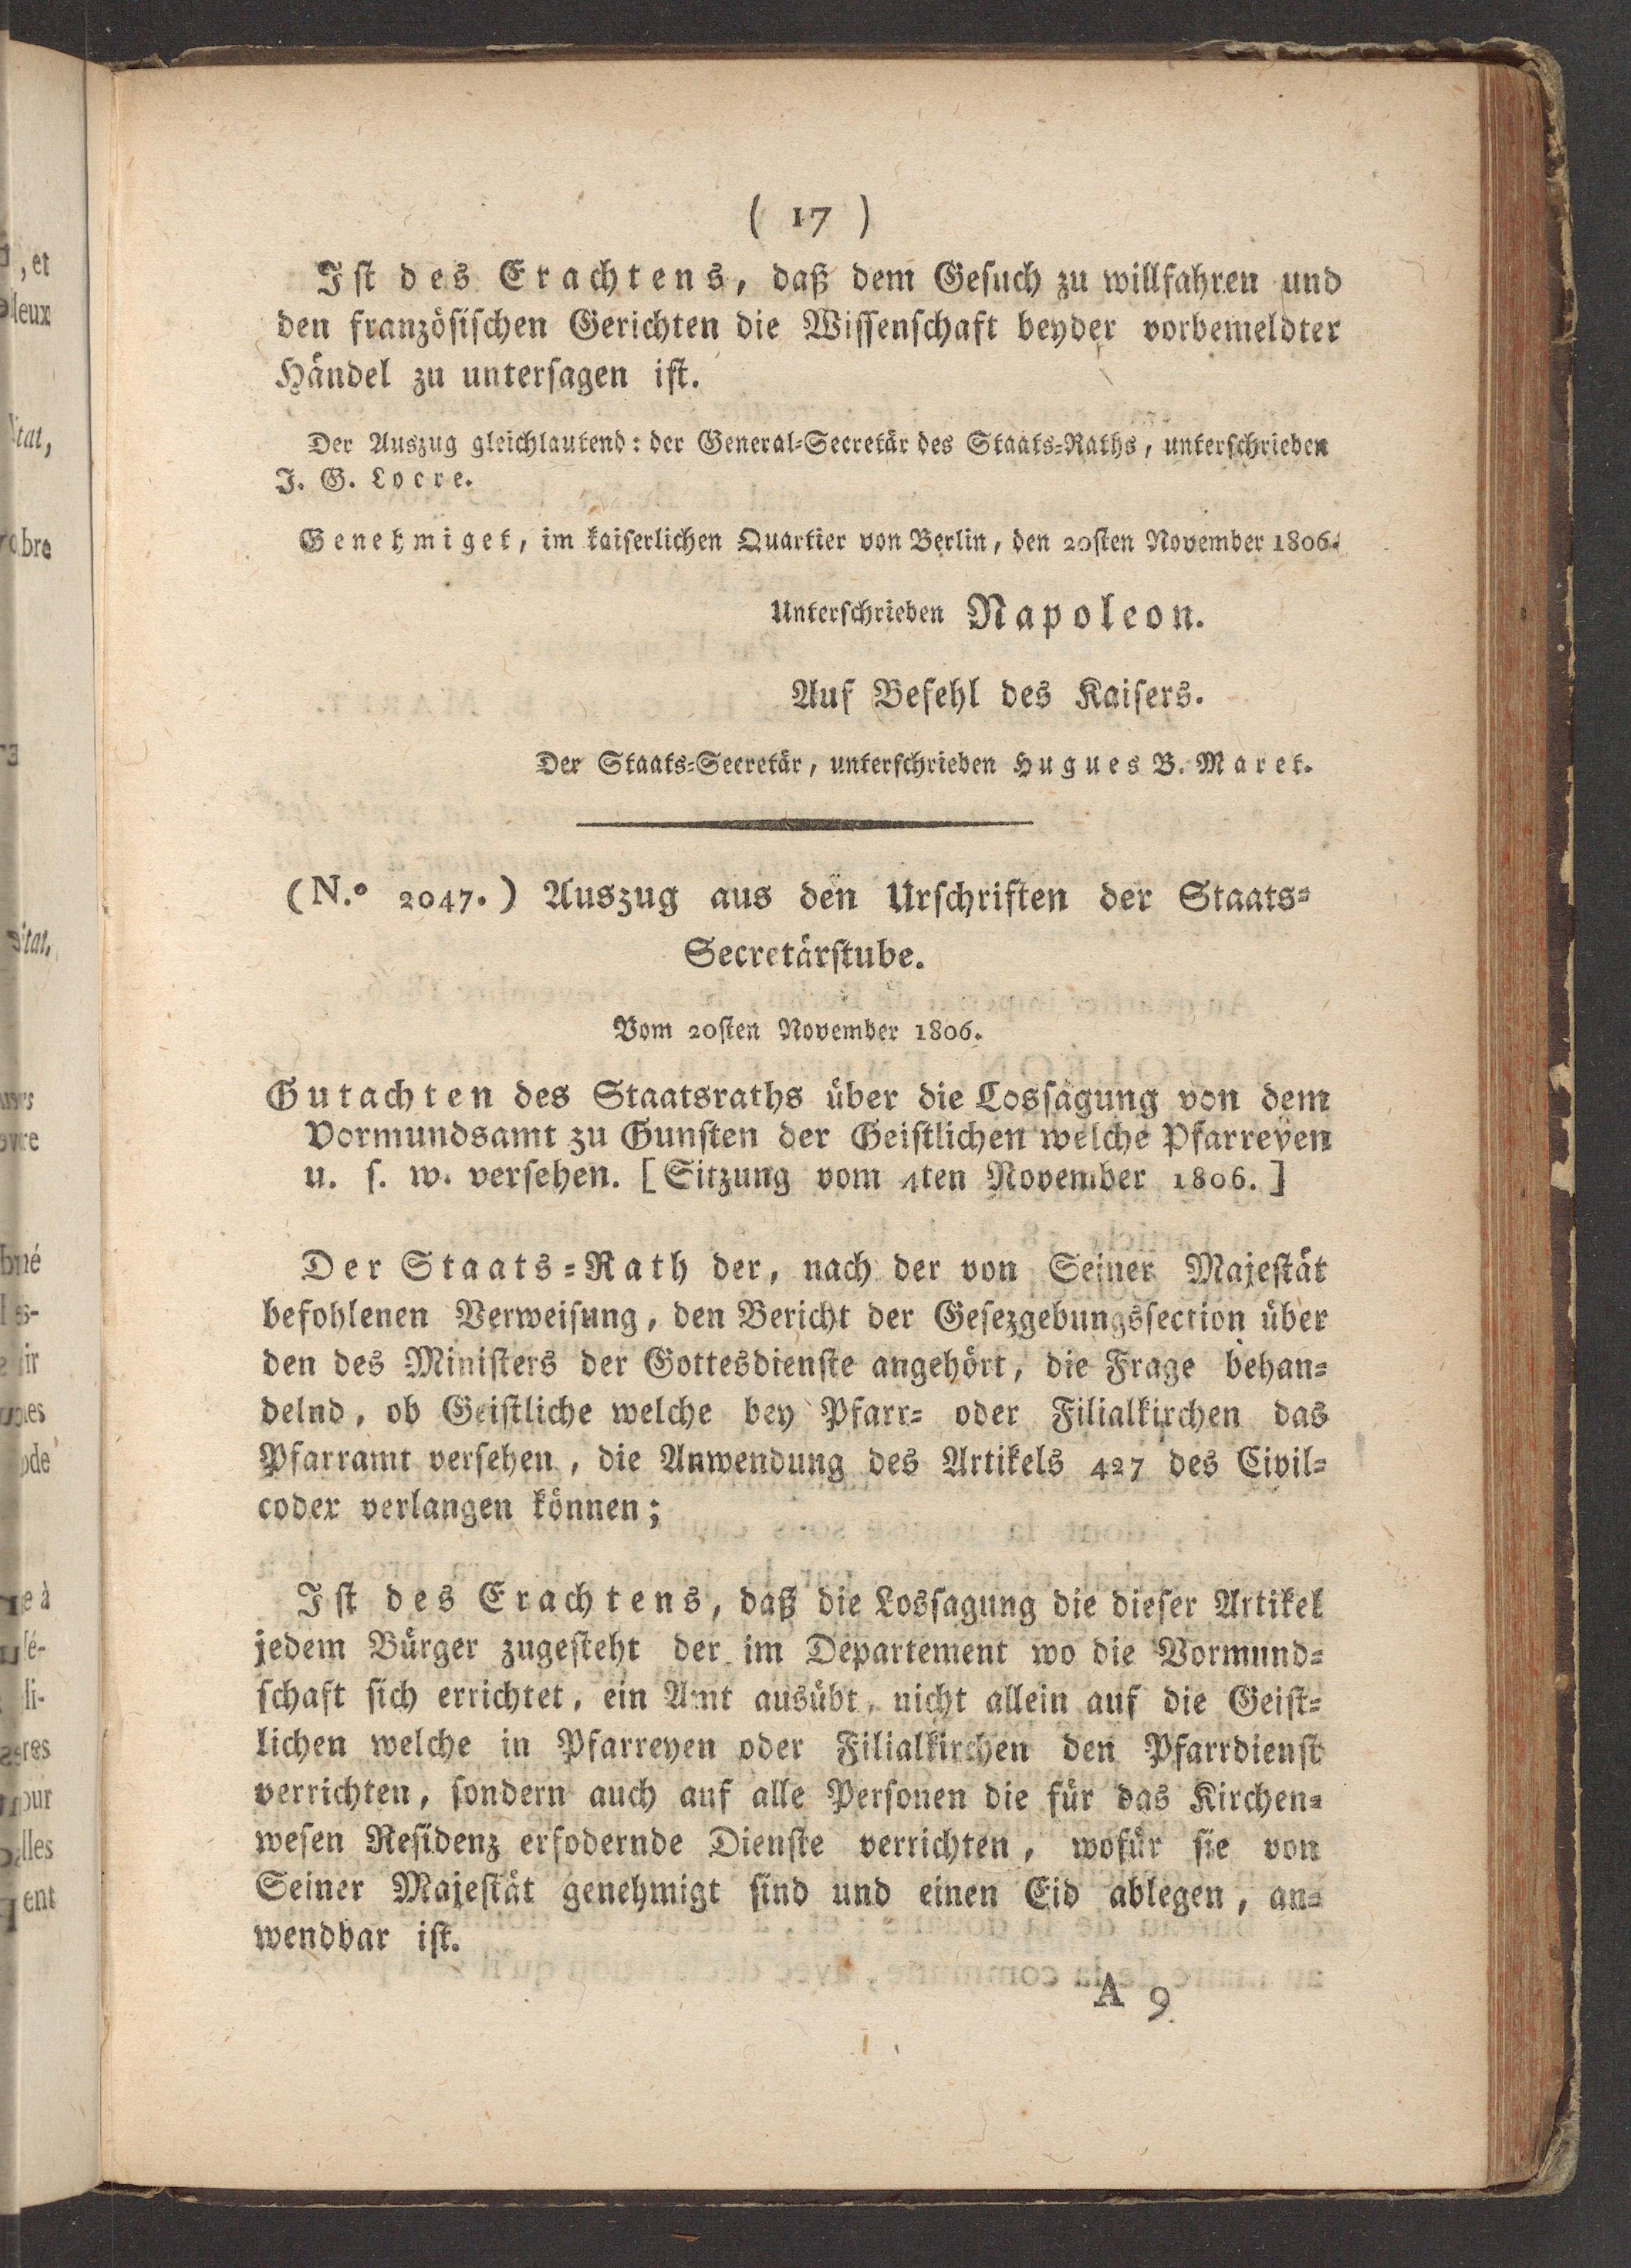 ( 17 )
Ist des Erachtens, daß dem Gesuch zu willfahren und
den französischen Gerichten die Wissenschaft beyder vorbemeldter
Händel zu untersagen ist.
Der Auszug gleichlautend: der General-Secretär des Staats-Raths, unterschrieben
J. G. Locre.
Genehmiget, im kaiserlichen Quartier von Berlin, den 20sten November 1806.
Unterschrieben Napoleon.
Auf Befehl des Kaisers.
Der Staats-Secretär, unterschrieben Hugues B. Maret.
(N.º 2047.) Auszug aus den Urschriften der Staats-
Secretärstube.
Vom 20sten November 1806.
Gutachten des Staatsraths über die Lossagung von dem
Vormundsamt zu Gunsten der Geistlichen welche Pfarreyen
u. s. w. versehen. [Sitzung vom 4ten November 1806.]
Der Staats-Rath der, nach der von Seiner Majestät
befohlenen Verweisung, den Bericht der Gesezgebungssection über
den des Ministers der Gottesdienste angehört, die Frage behan-
delnd, ob Geistliche welche bey Pfarr- oder Filialkirchen das
Pfarramt versehen, die Anwendung des Artikels 427 des Civil-
codex verlangen können;
Ist des Erachtens, daß die Lossagung die dieser Artikel
jedem Bürger zugesteht der im Departement wo die Vormund-
schaft sich errichtet, ein Amt ausübt, nicht allein auf die Geist-
lichen welche in Pfarreyen oder Filialkirchen den Pfarrdienst
verrichten, sondern auch auf alle Personen die für das Kirchen-
wesen Residenz erfodernde Dienste verrichten, wofür sie von
Seiner Majestät genehmigt sind und einen Eid ablegen, an-
wendbar ist.
A 9